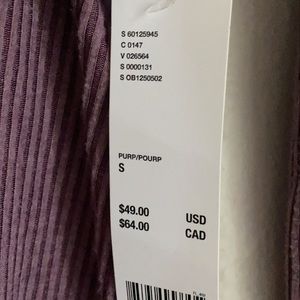 S 60125945
C 0147
V 026564
S 0000131
S OB1250502
PURP/POURP
S
$49.00 USD
$64.00 CAD